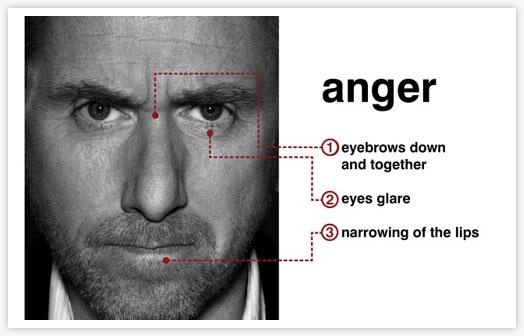 anger
1 eyebrows down
and together
2 eyes glare
3 narrowing of the lips